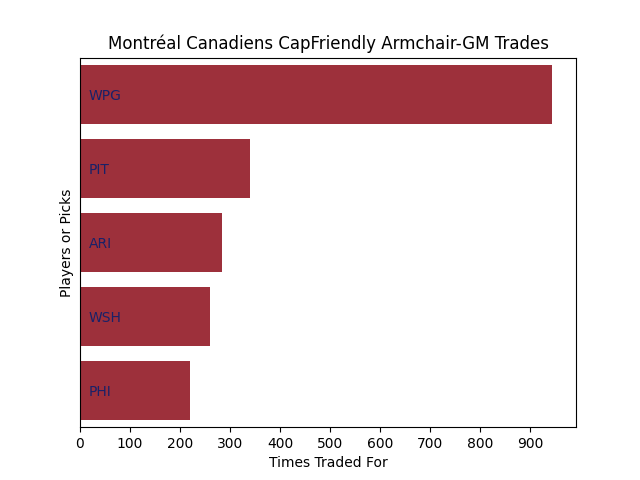 Montréal Canadiens CapFriendly Armchair-GM Trades
Players or Picks
WPG
PIT
ARI
WSH
PHI
0 100 200 300 400 500 600 700 800 900
Times Traded For